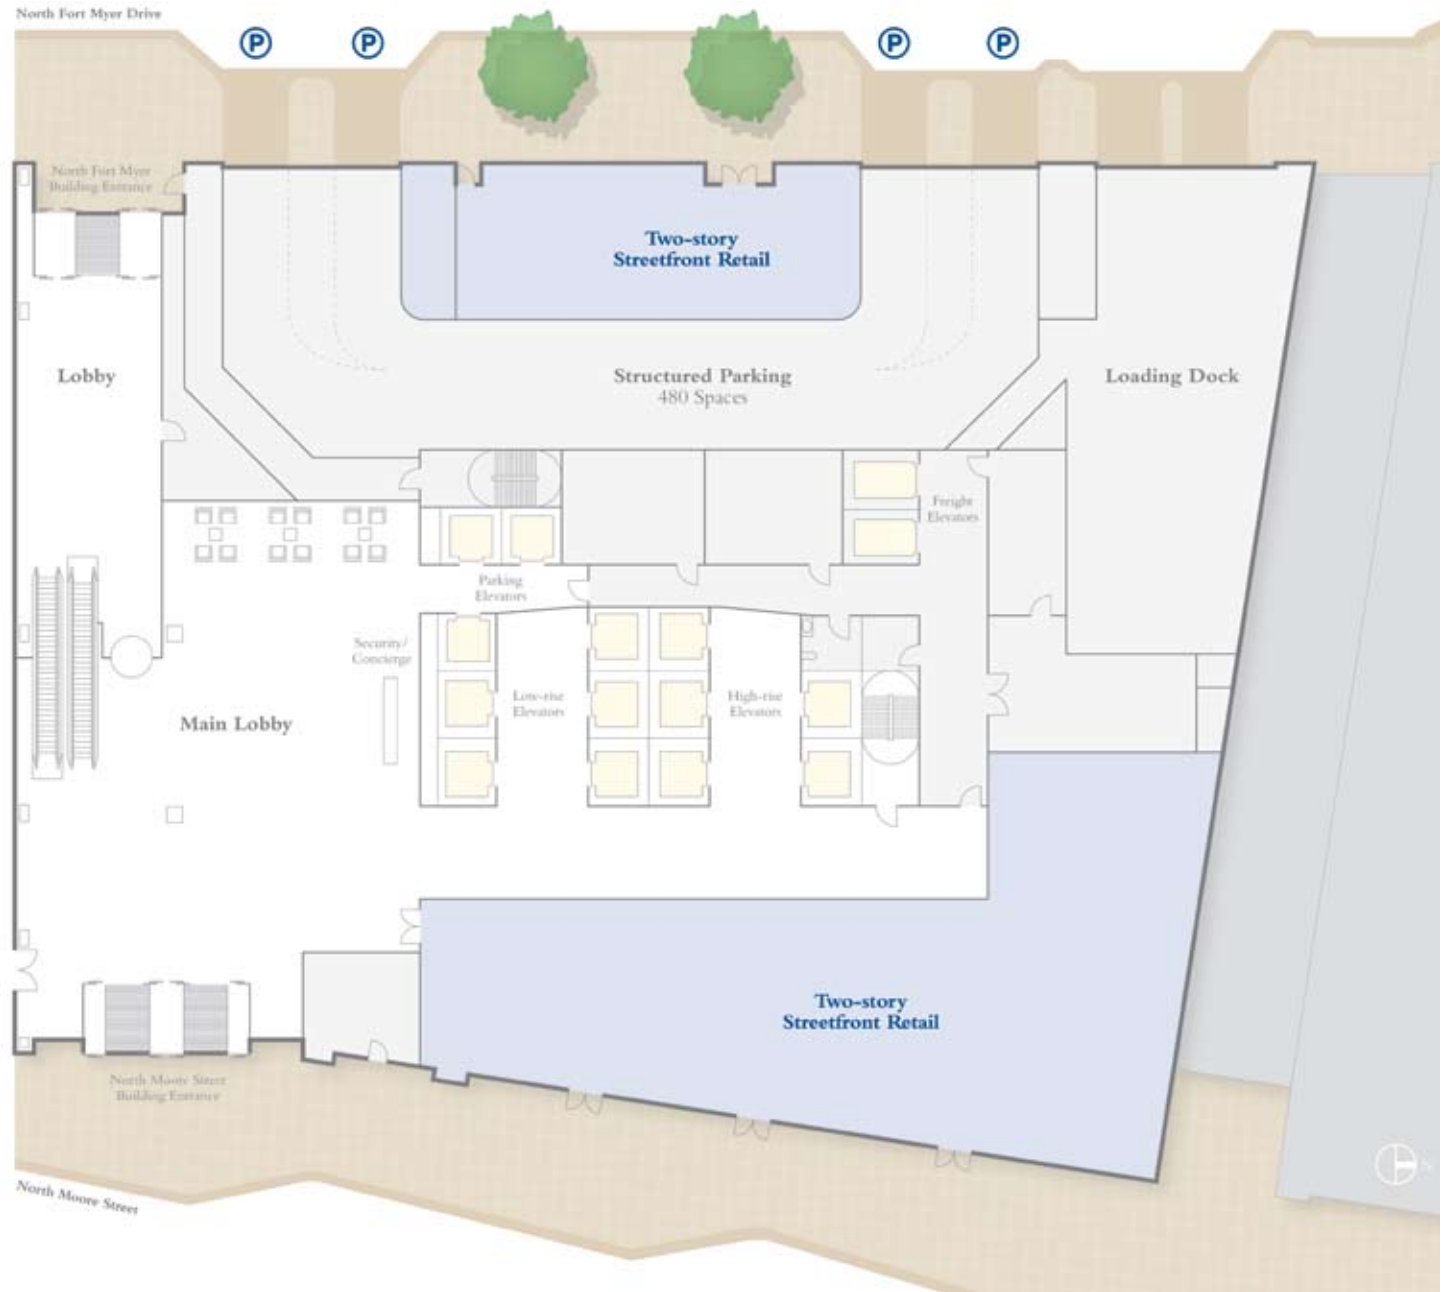 North Fort Myer Drive
P P P P
North Fort Myer
Building Entrance
Two-story
Streetfront Retail
Lobby
Structured Parking
480 Spaces
Loading Dock
Freight
Elevators
Parking
Elevators
Security/
Concierge
Low-rise
Elevators
High-rise
Elevators
Main Lobby
Two-story
Streetfront Retail
North Moore Street
Building Entrance
North Moore Street